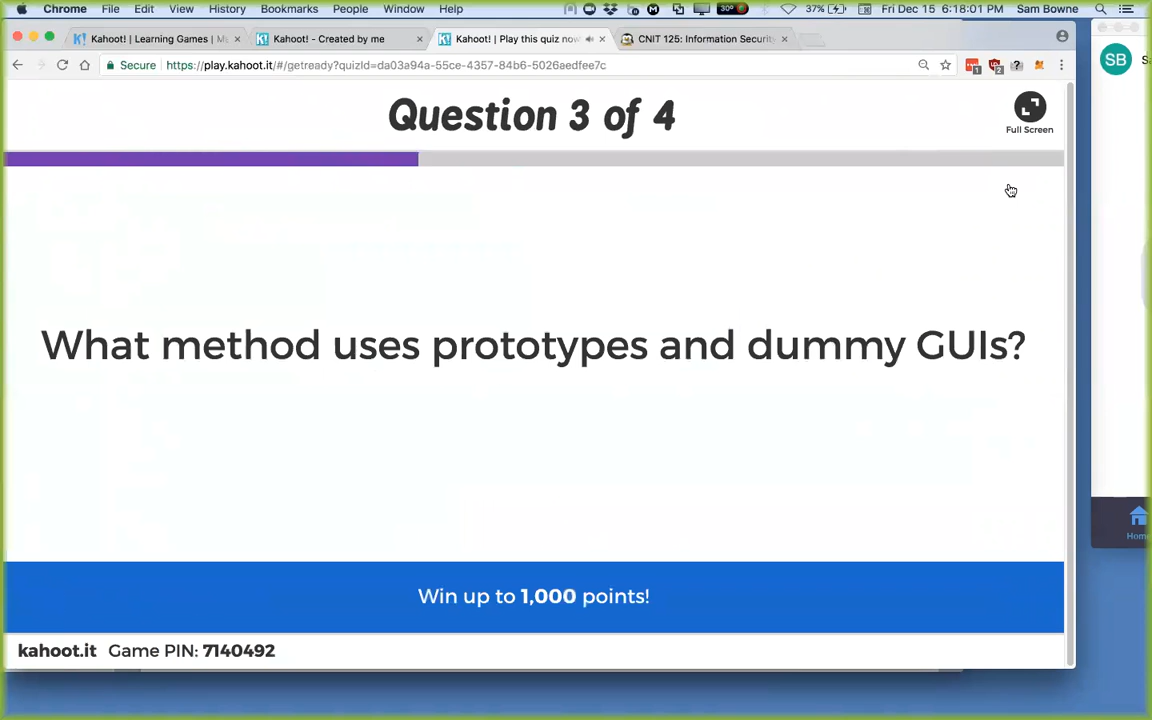 Chrome File Edit View History Bookmarks People Window Help 30° 37% Fri Dec 15 6:18:01 PM Sam Bowne
Kahoot! | Learning Games | M Kahoot! - Created by me Kahoot! | Play this quiz now CNIT 125: Information Securit
Secure https://play.kahoot.it/#/getready?quizId=da03a94a-55ce-4357-84b6-5026aedfee7c
SB
Question 3 of 4
Full Screen
What method uses prototypes and dummy GUIs?
Win up to 1,000 points!
kahoot.it Game PIN: 7140492
Home